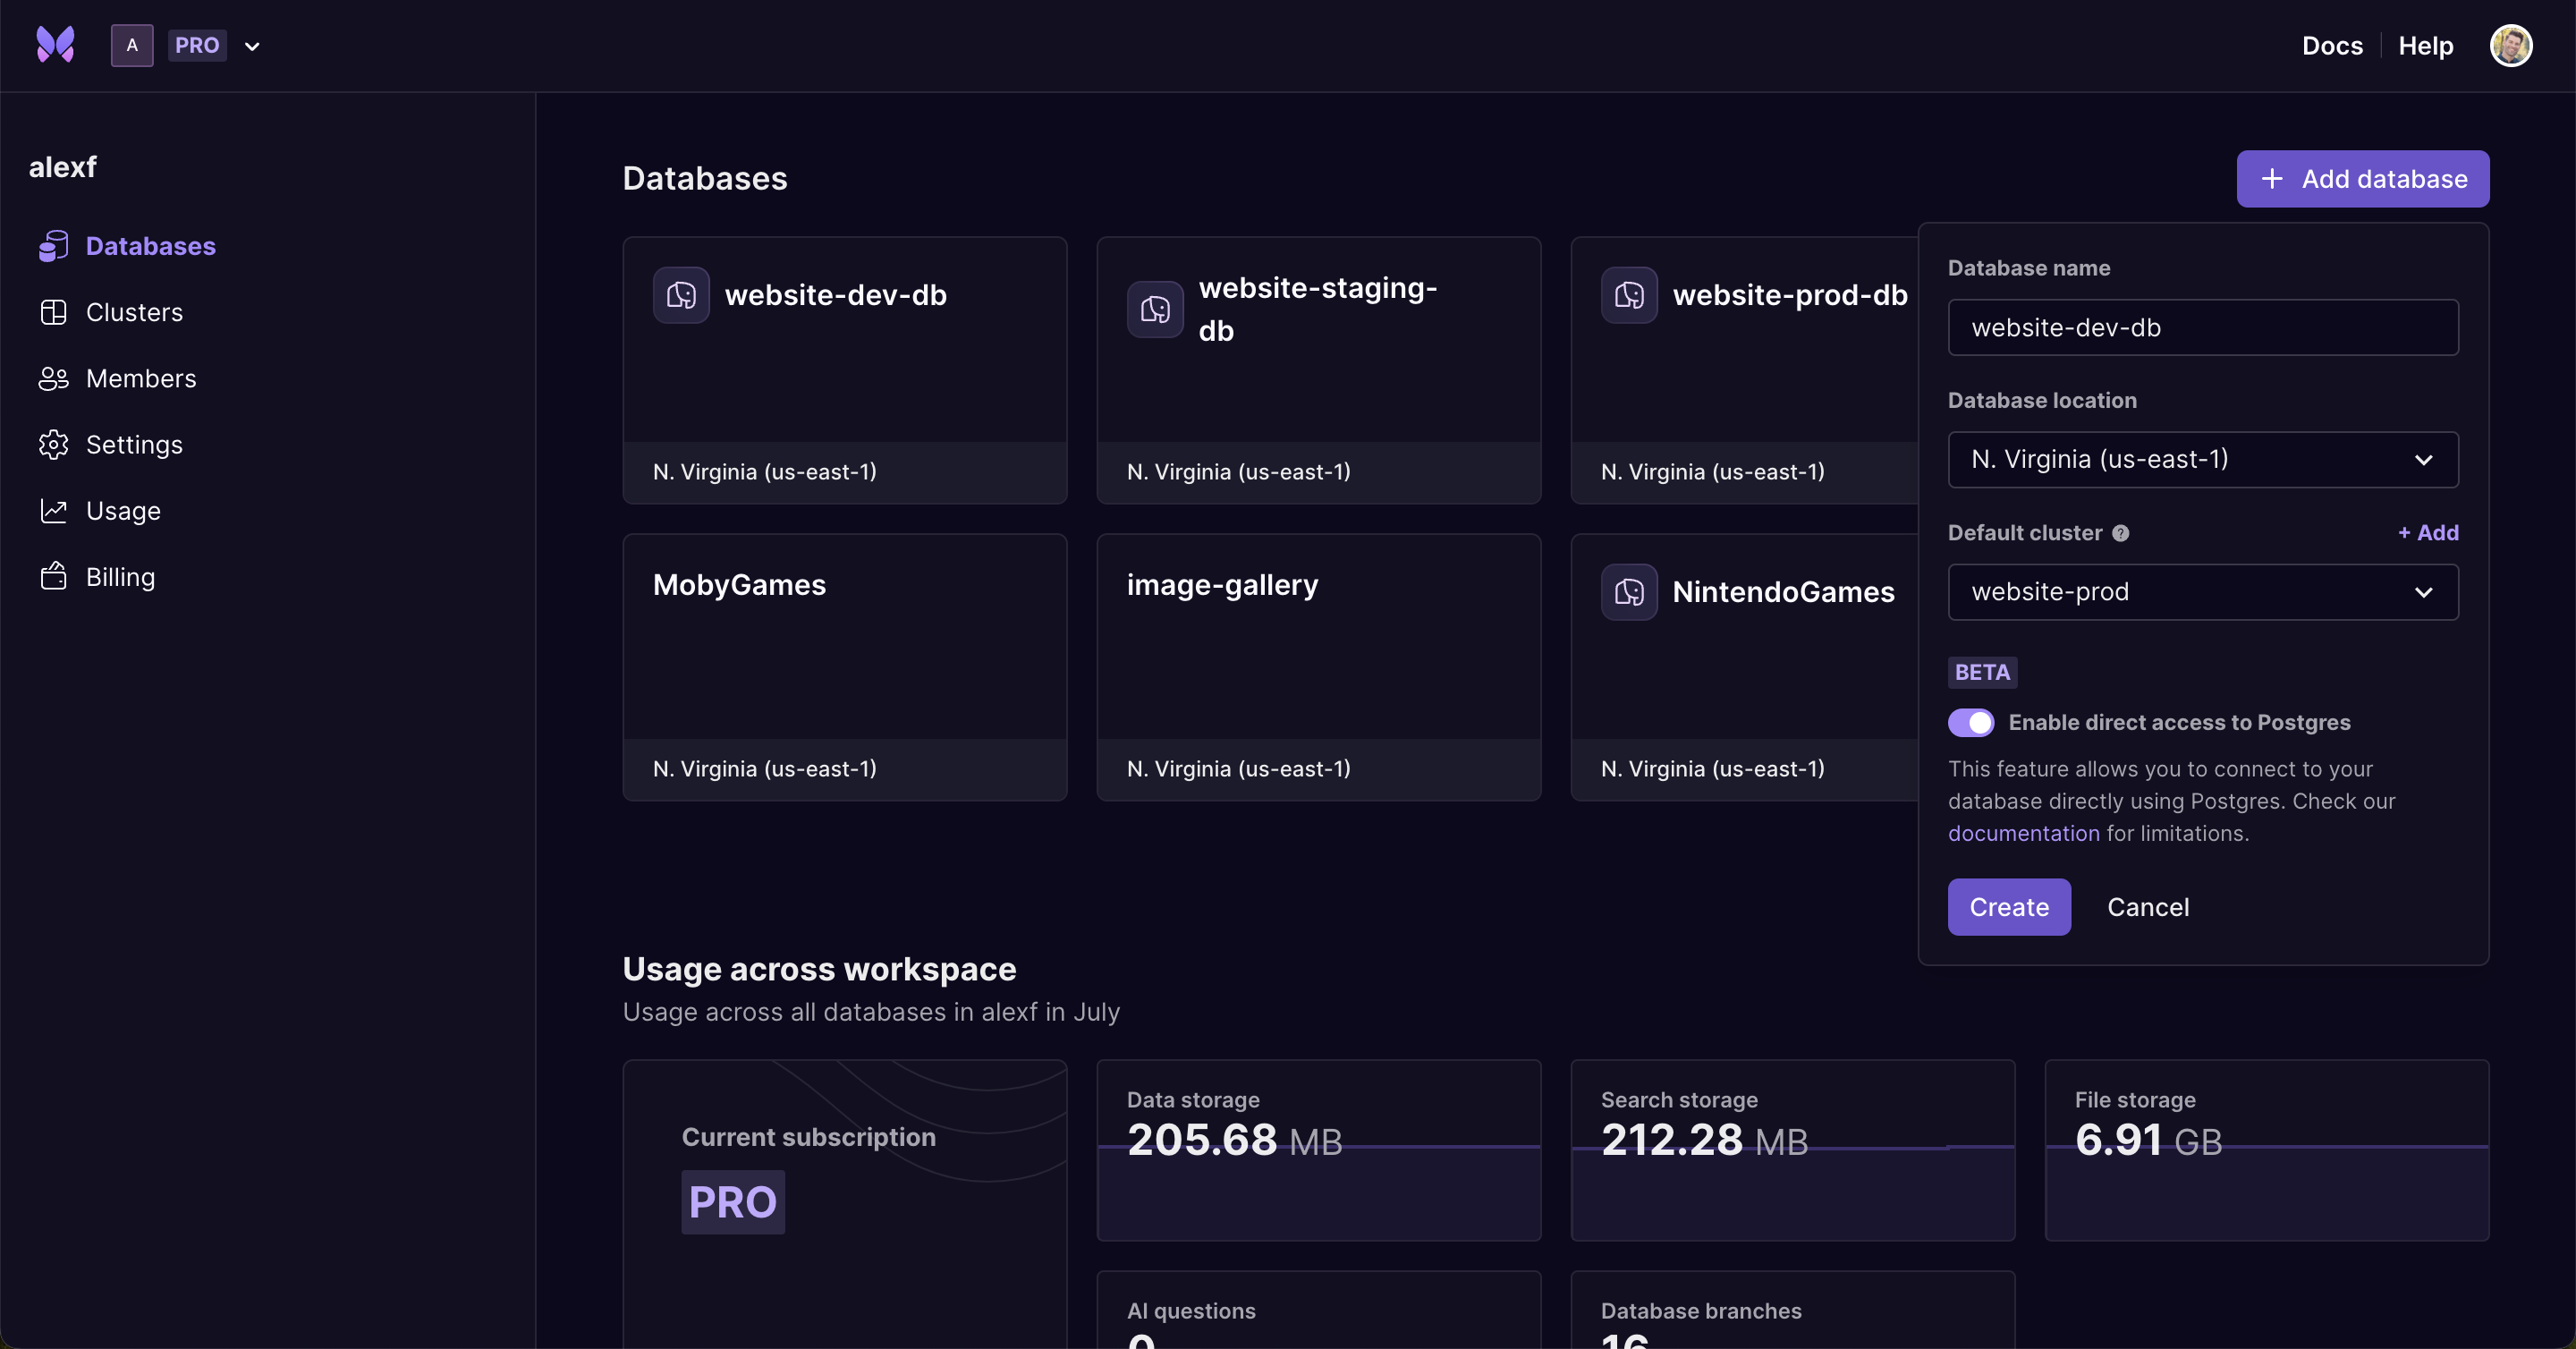 A PRO
Docs Help
alexf
Databases
Clusters
Members
Settings
Usage
Billing
Databases
+ Add database
website-dev-db
N. Virginia (us-east-1)
website-staging-
db
N. Virginia (us-east-1)
website-prod-db
N. Virginia (us-east-1)
MobyGames
N. Virginia (us-east-1)
image-gallery
N. Virginia (us-east-1)
NintendoGames
N. Virginia (us-east-1)
Database name
website-dev-db
Database location
N. Virginia (us-east-1)
Default cluster ? + Add
website-prod
BETA
Enable direct access to Postgres
This feature allows you to connect to your
database directly using Postgres. Check our
documentation for limitations.
Create Cancel
Usage across workspace
Usage across all databases in alexf in July
Current subscription
PRO
Data storage
205.68 MB
Search storage
212.28 MB
File storage
6.91 GB
AI questions
Database branches